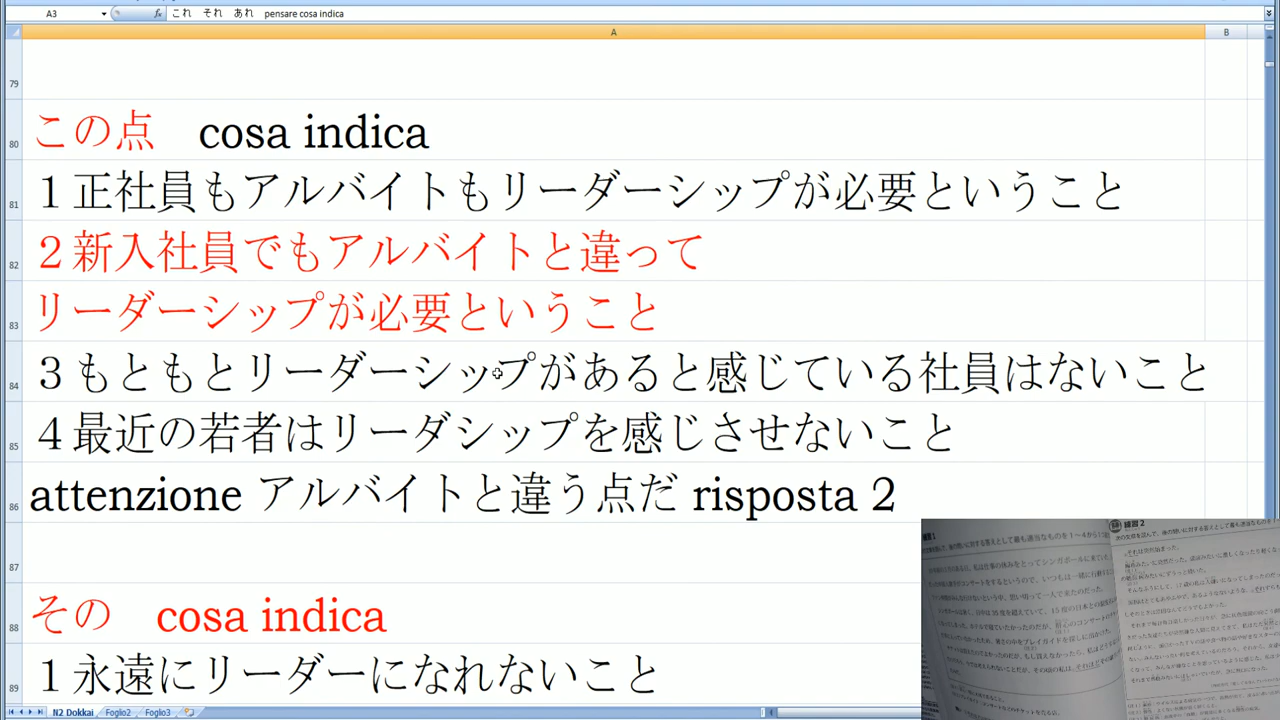 A3
fx
これ　それ　あれ　pensare cosa indica
A
B
79
80
この点　cosa indica
81
１正社員もアルバイトもリーダーシップが必要ということ
82
２新入社員でもアルバイトと違って
83
リーダーシップが必要ということ
84
３もともとリーダーシップがあると感じている社員はないこと
85
４最近の若者はリーダシップを感じさせないこと
86
attenzione アルバイトと違う点だ risposta 2
87
88
その　cosa indica
89
１永遠にリーダーになれないこと
N2 Dokkai
Foglio2
Foglio3
練習2